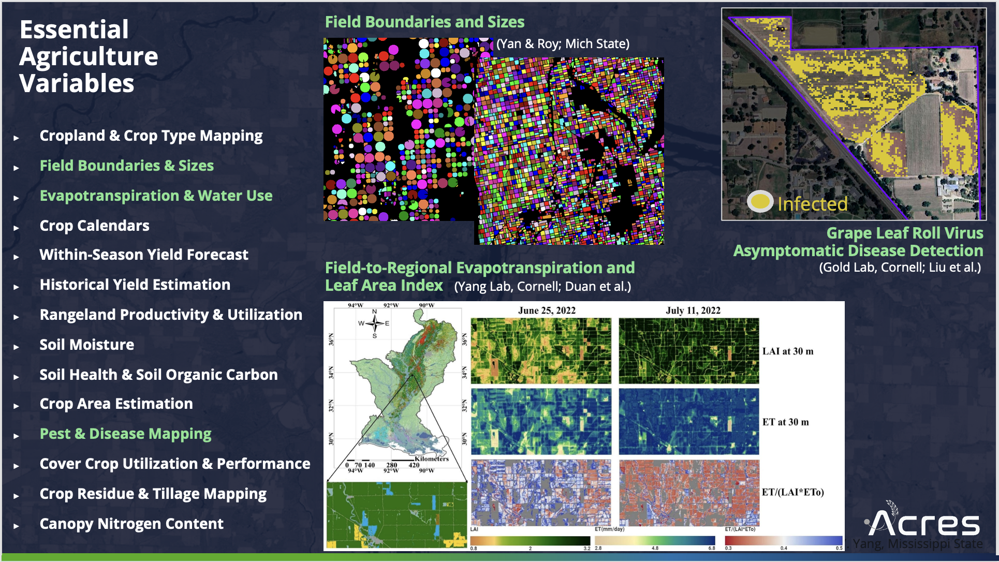 Essential
Agriculture
Variables
▸ Cropland & Crop Type Mapping
▸ Field Boundaries & Sizes
▸ Evapotranspiration & Water Use
▸ Crop Calendars
▸ Within-Season Yield Forecast
▸ Historical Yield Estimation
▸ Rangeland Productivity & Utilization
▸ Soil Moisture
▸ Soil Health & Soil Organic Carbon
▸ Crop Area Estimation
▸ Pest & Disease Mapping
▸ Cover Crop Utilization & Performance
▸ Crop Residue & Tillage Mapping
▸ Canopy Nitrogen Content
Field Boundaries and Sizes
(Yan & Roy; Mich State)
Infected
Grape Leaf Roll Virus
Asymptomatic Disease Detection
(Gold Lab, Cornell; Liu et al.)
Field-to-Regional Evapotranspiration and
Leaf Area Index (Yang Lab, Cornell; Duan et al.)
94°W 92°W 90°W
N
W E
S
36°N 36°N
34°N 34°N
32°N 32°N
30°N 30°N
Kilometers
0 70 140 280 420
94°W 92°W 90°W
June 25, 2022 July 11, 2022
LAI at 30 m
ET at 30 m
ET/(LAI*ETo)
LAI ET(mm/day) ET/(LAI*ETo)
0.8 2 3.2 2.8 4.8 6.8 0.3 0.4 0.5
Acres
Yang, Mississippi State